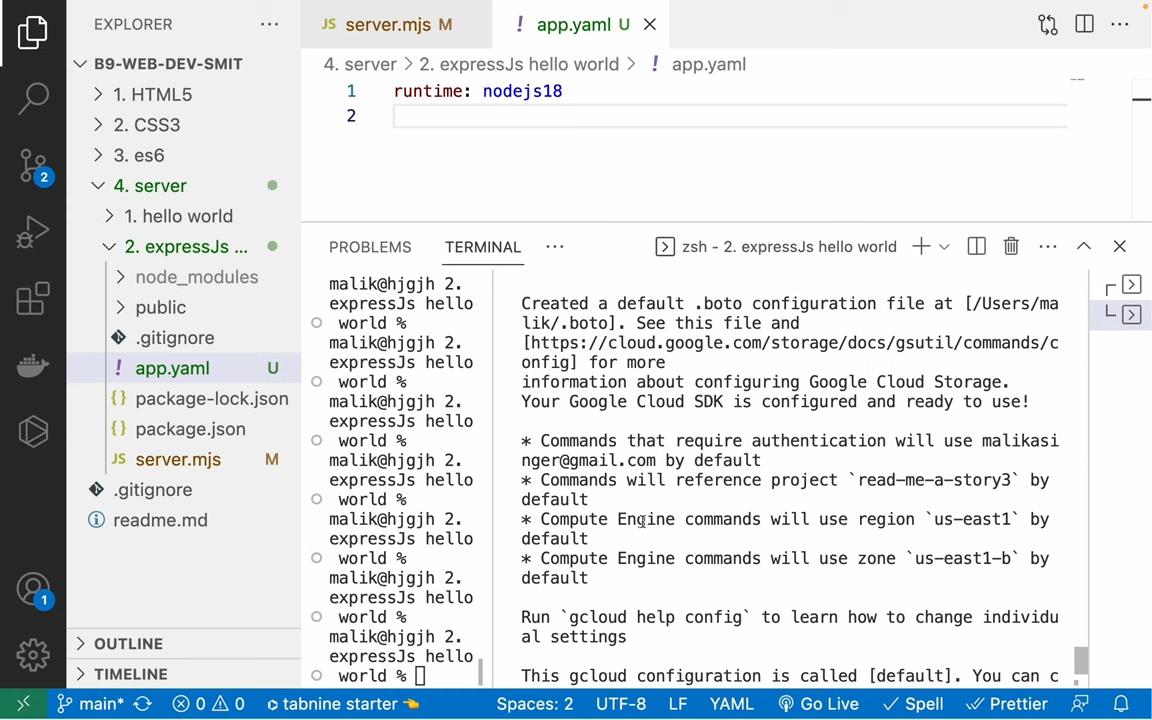 EXPLORER
B9-WEB-DEV-SMIT
1. HTML5
2. CSS3
3. es6
4. server
1. hello world
2. expressJs ...
node_modules
public
.gitignore
app.yaml U
package-lock.json
package.json
JS server.mjs M
.gitignore
readme.md
OUTLINE
TIMELINE
2
1
JS server.mjs M
! app.yaml U
4. server > 2. expressJs hello world > ! app.yaml
1 runtime: nodejs18
2
PROBLEMS TERMINAL
zsh - 2. expressJs hello world
malik@hjgjh 2.
expressJs hello
world %
malik@hjgjh 2.
expressJs hello
world %
malik@hjgjh 2.
expressJs hello
world %
malik@hjgjh 2.
expressJs hello
world %
malik@hjgjh 2.
expressJs hello
world %
malik@hjgjh 2.
expressJs hello
world %
malik@hjgjh 2.
expressJs hello
world %
Created a default .boto configuration file at [/Users/ma
lik/.boto]. See this file and
[https://cloud.google.com/storage/docs/gsutil/commands/c
onfig] for more
information about configuring Google Cloud Storage.
Your Google Cloud SDK is configured and ready to use!
* Commands that require authentication will use malikasi
nger@gmail.com by default
* Commands will reference project `read-me-a-story3` by
default
* Compute Engine commands will use region `us-east1` by
default
* Compute Engine commands will use zone `us-east1-b` by
default
Run `gcloud help config` to learn how to change individu
al settings
This gcloud configuration is called [default]. You can c
main* 0 0 tabnine starter Spaces: 2 UTF-8 LF YAML Go Live Spell Prettier